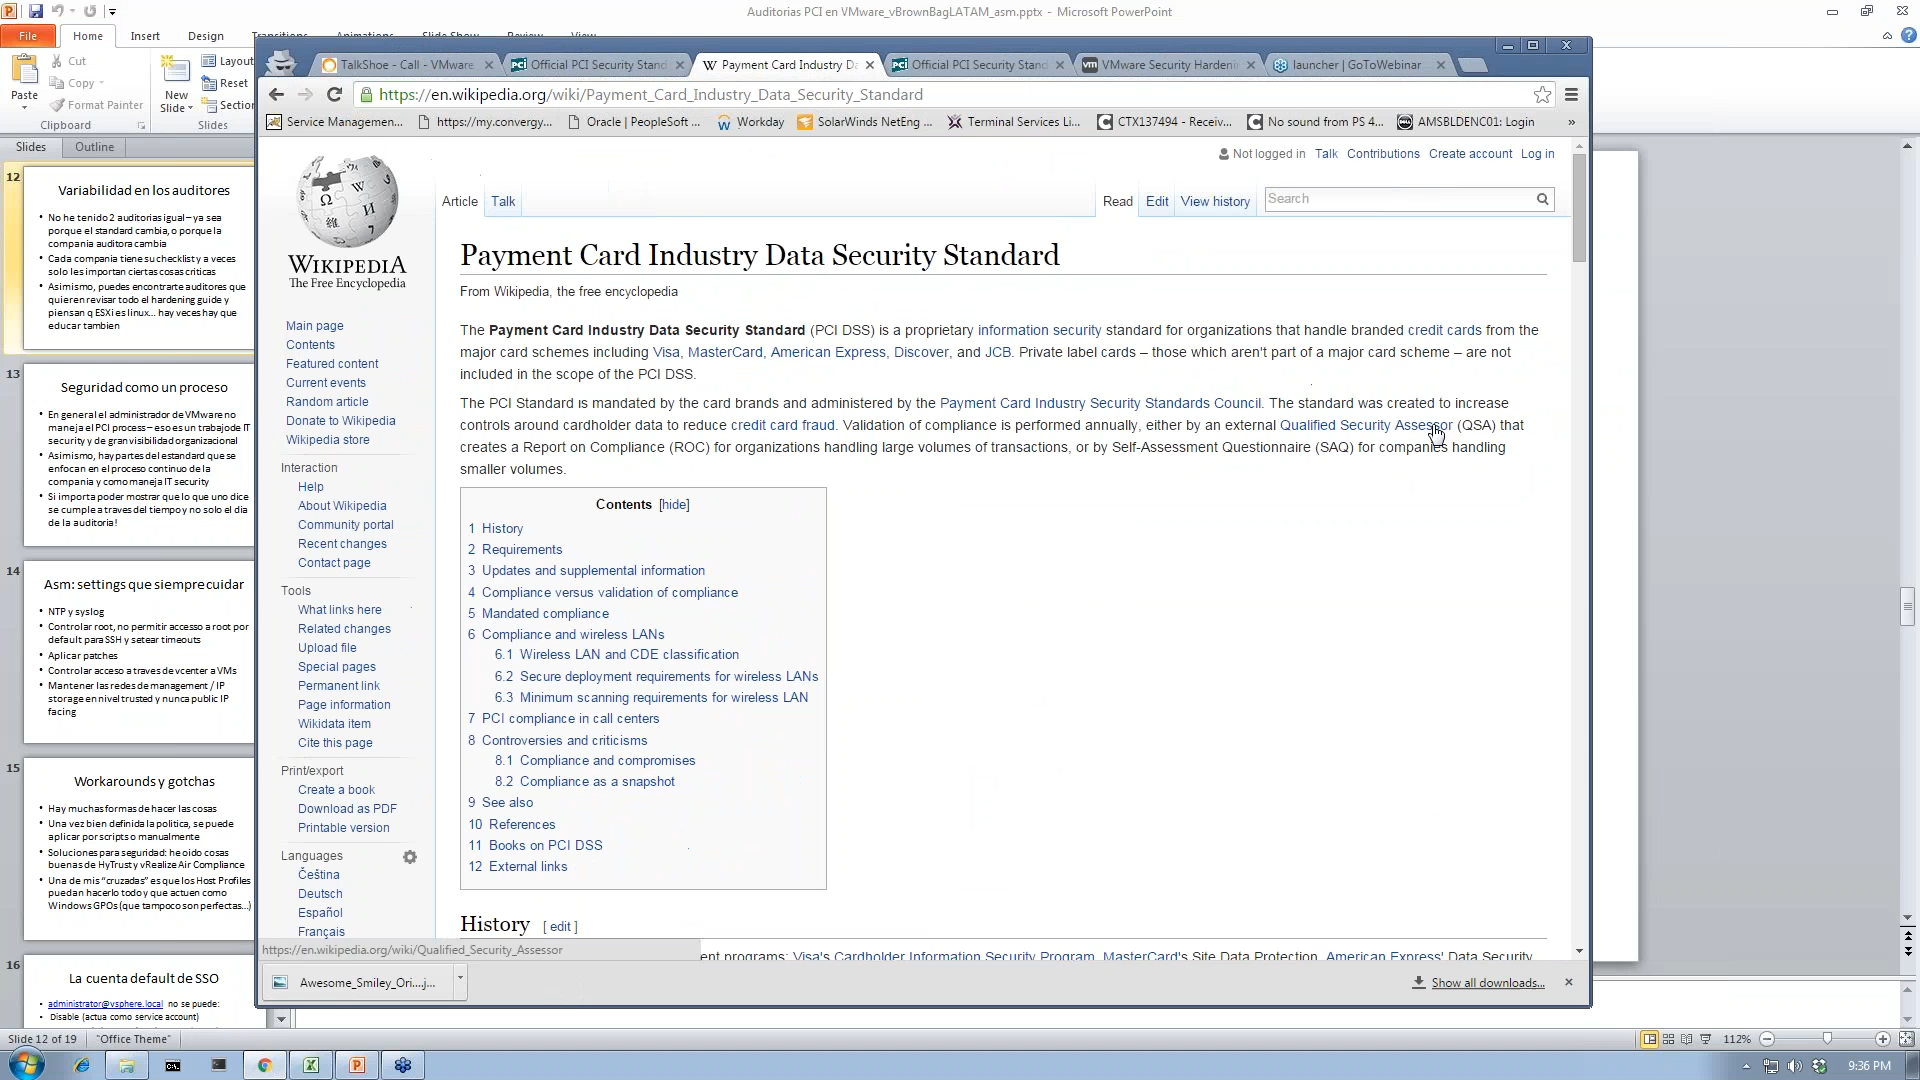 Auditorias PCI en VMware_vBrownBagLATAM_asm.pptx - Microsoft PowerPoint
File Home Insert Design
Paste
Cut
Copy
Format Painter
Clipboard
New Slide
Layout
Reset
Section
Slides
Slides Outline
12
Variabilidad en los auditores
• No he tenido 2 auditorias igual – ya sea
porque el standard cambia, o porque la
compania auditora cambia
• Cada compania tiene su checklist y a veces
solo les importan ciertas cosas criticas
• Asimismo, puedes encontrarte auditores que
quieren revisar todo el hardening guide y
piensan q ESXi es linux... hay veces hay que
educar tambien
13
Seguridad como un proceso
• En general el administrador de VMware no
maneja el PCI process – eso es un trabajo de IT
security y de gran visibilidad organizacional
• Asimismo, hay partes del estandard que se
enfocan en el proceso continuo de la
compania y como maneja IT security
• Si importa poder mostrar que lo que uno dice
se cumple a traves del tiempo y no solo el dia
de la auditoria!
14
Asm: settings que siempre cuidar
• NTP y syslog
• Controlar root, no permitir accesso a root por
default para SSH y setear timeouts
• Aplicar patches
• Controlar acceso a traves de vcenter a VMs
• Mantener las redes de management / IP
storage en nivel trusted y nunca public IP
facing
15
Workarounds y gotchas
• Hay muchas formas de hacer las cosas
• Una vez bien definida la politica, se puede
aplicar por scripts o manualmente
• Soluciones para seguridad: he oido cosas
buenas de HyTrust y vRealize Air Compliance
• Una de mis "cruzadas" es que los Host Profiles
puedan hacerlo todo y que actuen como
Windows GPOs (que tampoco son perfectas...)
16
La cuenta default de SSO
• administrator@vsphere.local no se puede:
• Disable (actua como service account)
TalkShoe - Call - VMware
Official PCI Security Stand
Payment Card Industry Da
Official PCI Security Stand
VMware Security Hardenin
launcher | GoToWebinar
https://en.wikipedia.org/wiki/Payment_Card_Industry_Data_Security_Standard
Service Managemen...
https://my.convergy...
Oracle | PeopleSoft ...
Workday
SolarWinds NetEng ...
Terminal Services Li...
CTX137494 - Receiv...
No sound from PS 4...
AMSBLDENC01: Login
»
Not logged in Talk Contributions Create account Log in
Article Talk
Read Edit View history Search
WIKIPEDIA
The Free Encyclopedia
Main page
Contents
Featured content
Current events
Random article
Donate to Wikipedia
Wikipedia store
Interaction
Help
About Wikipedia
Community portal
Recent changes
Contact page
Tools
What links here
Related changes
Upload file
Special pages
Permanent link
Page information
Wikidata item
Cite this page
Print/export
Create a book
Download as PDF
Printable version
Languages
Čeština
Deutsch
Español
Français
Payment Card Industry Data Security Standard
From Wikipedia, the free encyclopedia
The Payment Card Industry Data Security Standard (PCI DSS) is a proprietary information security standard for organizations that handle branded credit cards from the
major card schemes including Visa, MasterCard, American Express, Discover, and JCB. Private label cards – those which aren't part of a major card scheme – are not
included in the scope of the PCI DSS.
The PCI Standard is mandated by the card brands and administered by the Payment Card Industry Security Standards Council. The standard was created to increase
controls around cardholder data to reduce credit card fraud. Validation of compliance is performed annually, either by an external Qualified Security Assessor (QSA) that
creates a Report on Compliance (ROC) for organizations handling large volumes of transactions, or by Self-Assessment Questionnaire (SAQ) for companies handling
smaller volumes.
Contents [hide]
1 History
2 Requirements
3 Updates and supplemental information
4 Compliance versus validation of compliance
5 Mandated compliance
6 Compliance and wireless LANs
6.1 Wireless LAN and CDE classification
6.2 Secure deployment requirements for wireless LANs
6.3 Minimum scanning requirements for wireless LAN
7 PCI compliance in call centers
8 Controversies and criticisms
8.1 Compliance and compromises
8.2 Compliance as a snapshot
9 See also
10 References
11 Books on PCI DSS
12 External links
History [ edit ]
ent programs: Visa's Cardholder Information Security Program, MasterCard's Site Data Protection, American Express' Data Security
https://en.wikipedia.org/wiki/Qualified_Security_Assessor
Awesome_Smiley_Ori....j...
Show all downloads...
Slide 12 of 19 "Office Theme"
112%
9:36 PM